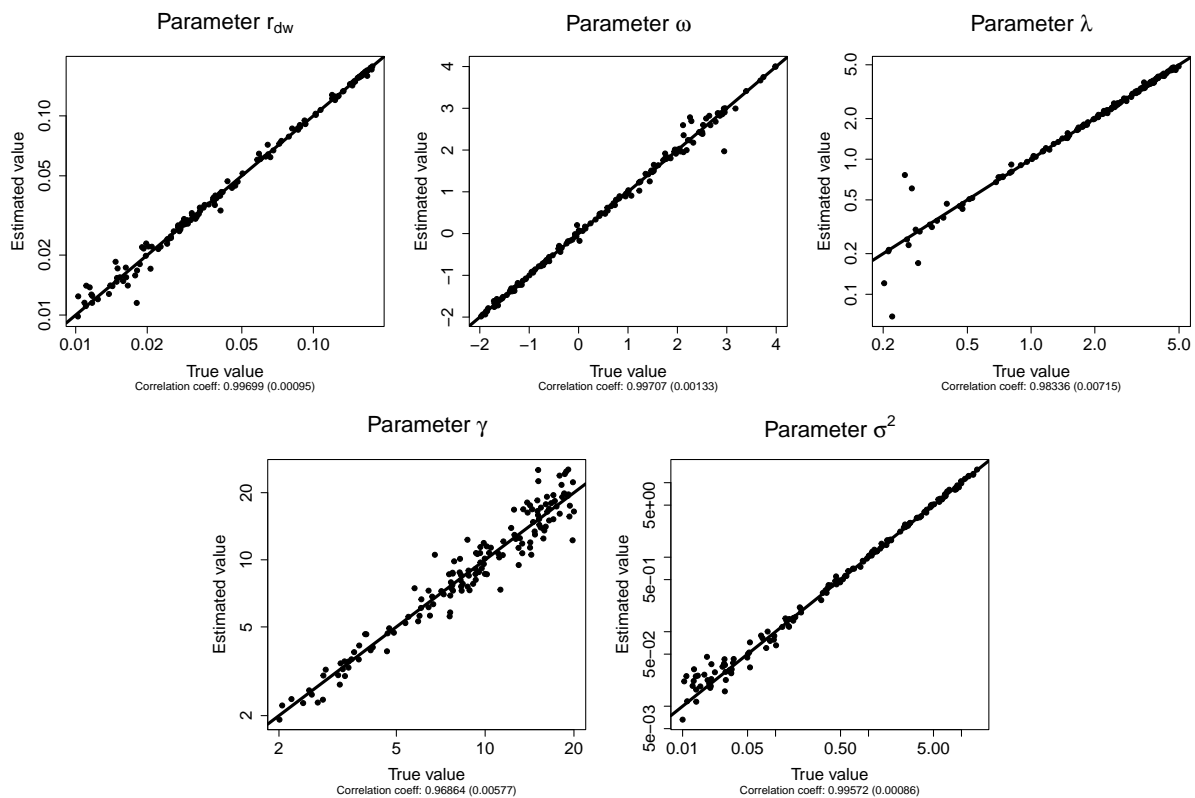 Parameter r_dw
Estimated value
0.01 0.02 0.05 0.10
0.01 0.02 0.05 0.10
True value
Correlation coeff: 0.99699 (0.00095)
Parameter ω
Estimated value
−2 −1 0 1 2 3 4
−2 −1 0 1 2 3 4
True value
Correlation coeff: 0.99707 (0.00133)
Parameter λ
Estimated value
0.1 0.2 0.5 1.0 2.0 5.0
0.2 0.5 1.0 2.0 5.0
True value
Correlation coeff: 0.98336 (0.00715)
Parameter γ
Estimated value
2 5 10 20
2 5 10 20
True value
Correlation coeff: 0.96864 (0.00577)
Parameter σ²
Estimated value
5e−03 5e−02 5e−01 5e+00
0.01 0.05 0.50 5.00
True value
Correlation coeff: 0.99572 (0.00086)